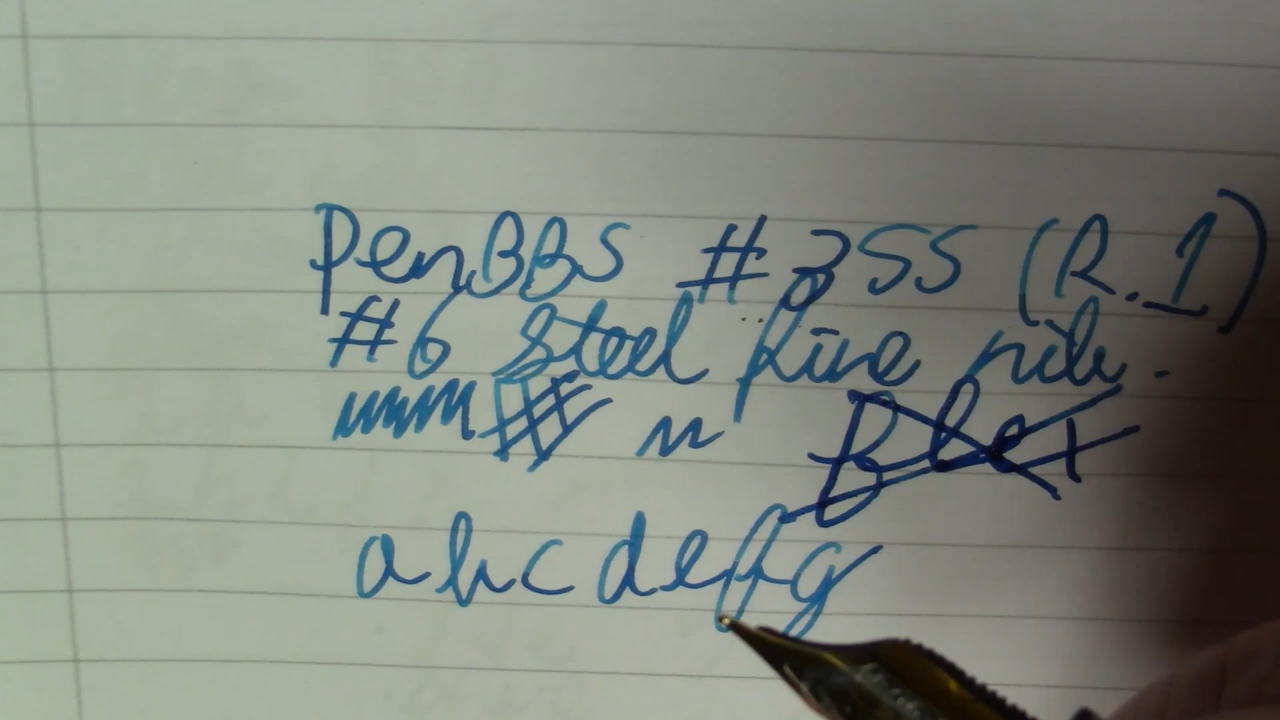 PenBBS #355 (R.1)
#6 Steel fine nib.
abcdefg